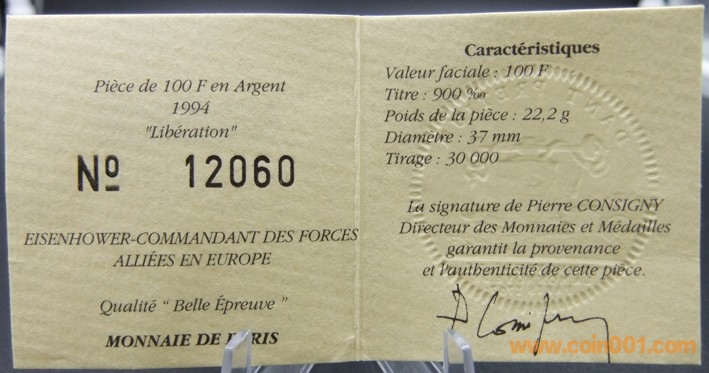 Pièce de 100 F en Argent
1994
"Libération"
Nº 12060
EISENHOWER-COMMANDANT DES FORCES
ALLIÉES EN EUROPE
Qualité “ Belle Épreuve ”
MONNAIE DE PARIS
Caractéristiques
Valeur faciale : 100 F
Titre : 900 ‰
Poids de la pièce : 22,2 g
Diamètre : 37 mm
Tirage : 30 000
La signature de Pierre CONSIGNY
Directeur des Monnaies et Médailles
garantit la provenance
et l'authenticité de cette pièce.
www.coin001.com